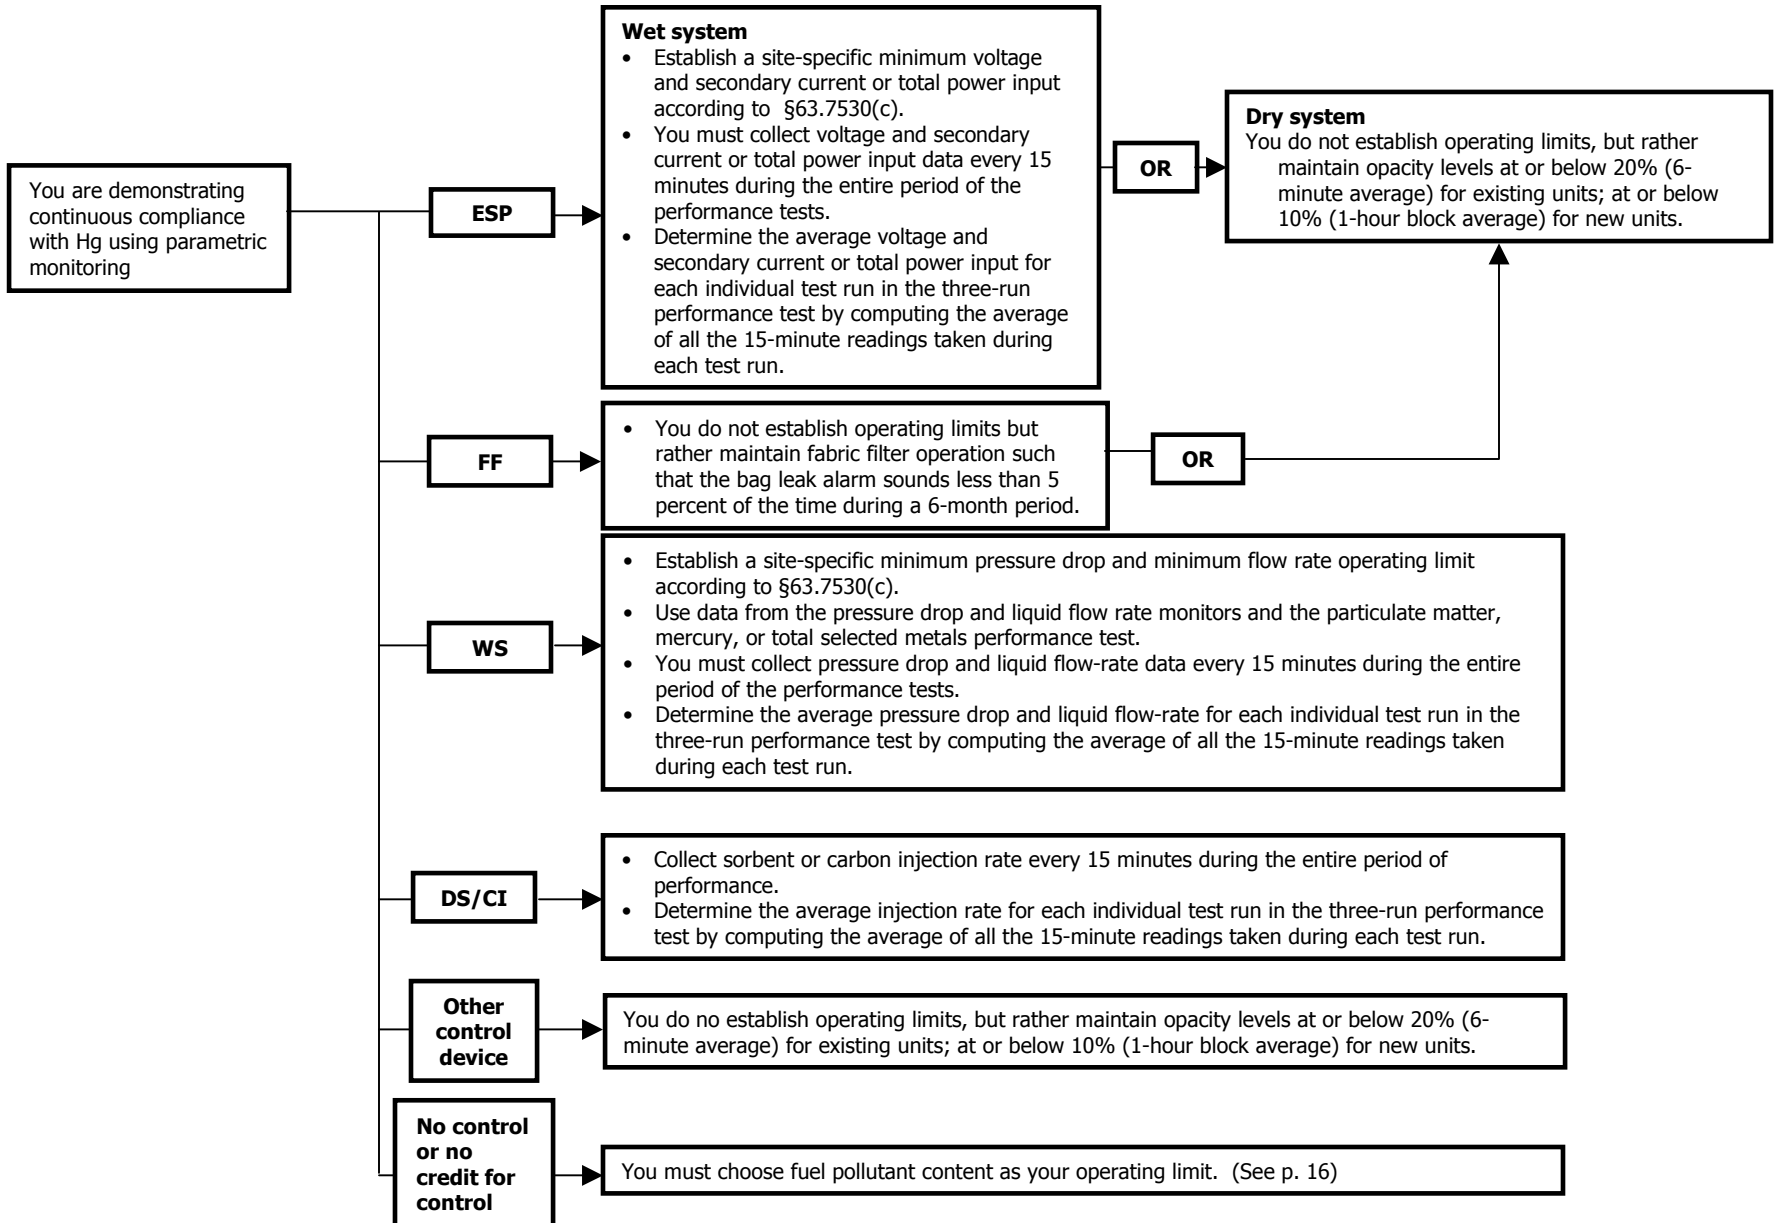 You are demonstrating
continuous compliance
with Hg using parametric
monitoring
ESP
Wet system
• Establish a site-specific minimum voltage
and secondary current or total power input
according to §63.7530(c).
• You must collect voltage and secondary
current or total power input data every 15
minutes during the entire period of the
performance tests.
• Determine the average voltage and
secondary current or total power input for
each individual test run in the three-run
performance test by computing the average
of all the 15-minute readings taken during
each test run.
OR
Dry system
You do not establish operating limits, but rather
maintain opacity levels at or below 20% (6-
minute average) for existing units; at or below
10% (1-hour block average) for new units.
FF
• You do not establish operating limits but
rather maintain fabric filter operation such
that the bag leak alarm sounds less than 5
percent of the time during a 6-month period.
OR
WS
• Establish a site-specific minimum pressure drop and minimum flow rate operating limit
according to §63.7530(c).
• Use data from the pressure drop and liquid flow rate monitors and the particulate matter,
mercury, or total selected metals performance test.
• You must collect pressure drop and liquid flow-rate data every 15 minutes during the entire
period of the performance tests.
• Determine the average pressure drop and liquid flow-rate for each individual test run in the
three-run performance test by computing the average of all the 15-minute readings taken
during each test run.
DS/CI
• Collect sorbent or carbon injection rate every 15 minutes during the entire period of
performance.
• Determine the average injection rate for each individual test run in the three-run performance
test by computing the average of all the 15-minute readings taken during each test run.
Other
control
device
You do no establish operating limits, but rather maintain opacity levels at or below 20% (6-
minute average) for existing units; at or below 10% (1-hour block average) for new units.
No control
or no
credit for
control
You must choose fuel pollutant content as your operating limit. (See p. 16)